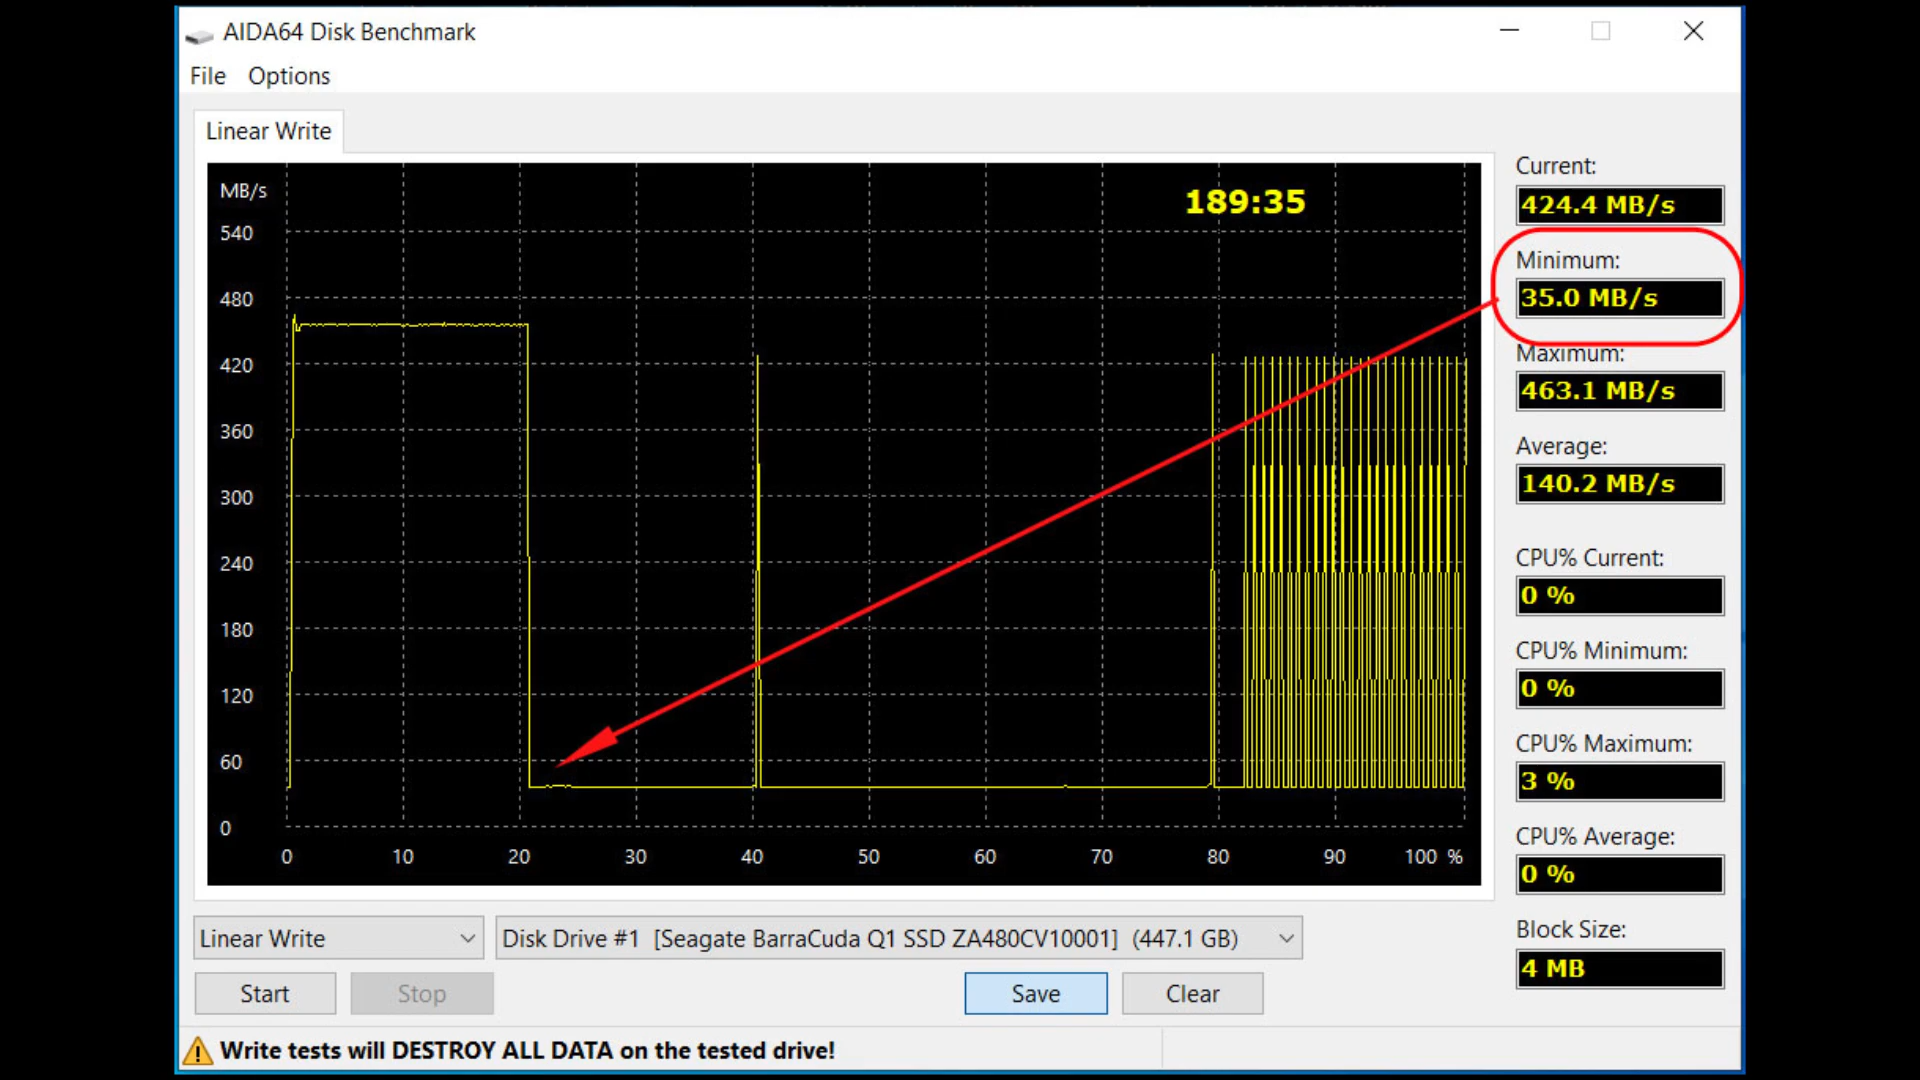 AIDA64 Disk Benchmark
File Options
Linear Write
MB/s
189:35
540
480
420
360
300
240
180
120
60
0
0 10 20 30 40 50 60 70 80 90 100 %
Current:
424.4 MB/s
Minimum:
35.0 MB/s
Maximum:
463.1 MB/s
Average:
140.2 MB/s
CPU% Current:
0 %
CPU% Minimum:
0 %
CPU% Maximum:
3 %
CPU% Average:
0 %
Block Size:
4 MB
Linear Write
Disk Drive #1 [Seagate BarraCuda Q1 SSD ZA480CV10001] (447.1 GB)
Start Stop Save Clear
Write tests will DESTROY ALL DATA on the tested drive!